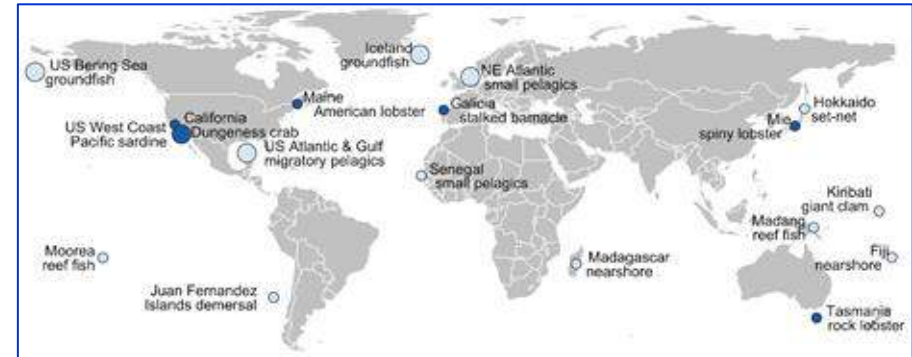 Iceland
groundfish
US Bering Sea
groundfish
NE Atlantic
small pelagics
Maine
American lobster
Galicia
stalked barnacle
Hokkaido
set-net
Mie
spiny lobster
California
Dungeness crab
US West Coast
Pacific sardine
US Atlantic & Gulf
migratory pelagics
Senegal
small pelagics
Kiribati
giant clam
Madang
reef fish
Fiji
nearshore
Moorea
reef fish
Madagascar
nearshore
Juan Fernandez
Islands demersal
Tasmania
rock lobster